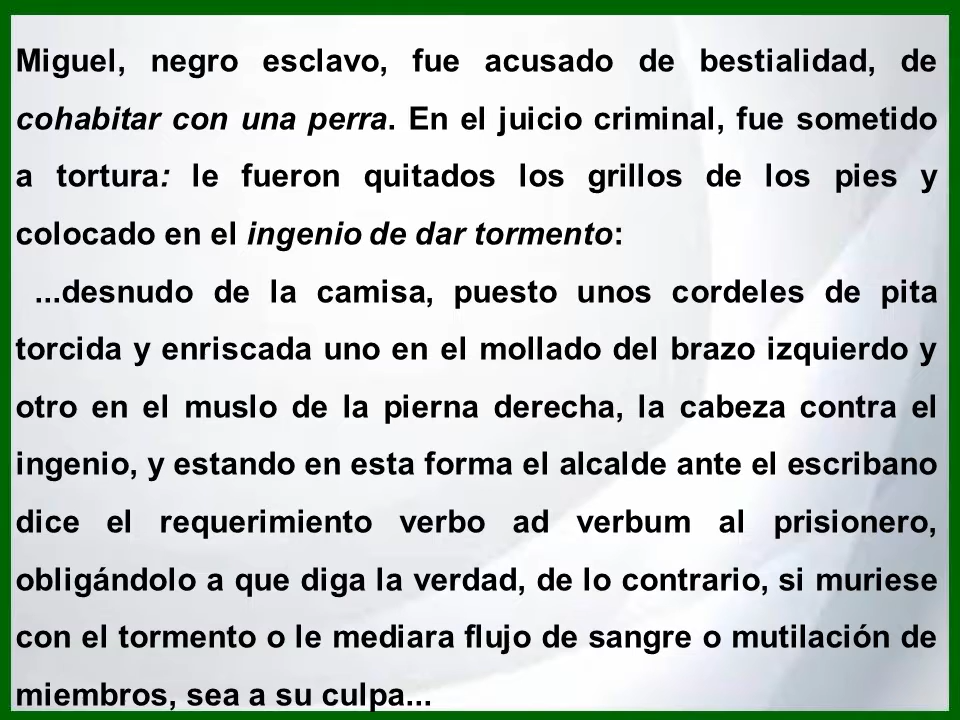 Miguel, negro esclavo, fue acusado de bestialidad, de
cohabitar con una perra. En el juicio criminal, fue sometido
a tortura: le fueron quitados los grillos de los pies y
colocado en el ingenio de dar tormento:
...desnudo de la camisa, puesto unos cordeles de pita
torcida y enriscada uno en el mollado del brazo izquierdo y
otro en el muslo de la pierna derecha, la cabeza contra el
ingenio, y estando en esta forma el alcalde ante el escribano
dice el requerimiento verbo ad verbum al prisionero,
obligándolo a que diga la verdad, de lo contrario, si muriese
con el tormento o le mediara flujo de sangre o mutilación de
miembros, sea a su culpa...